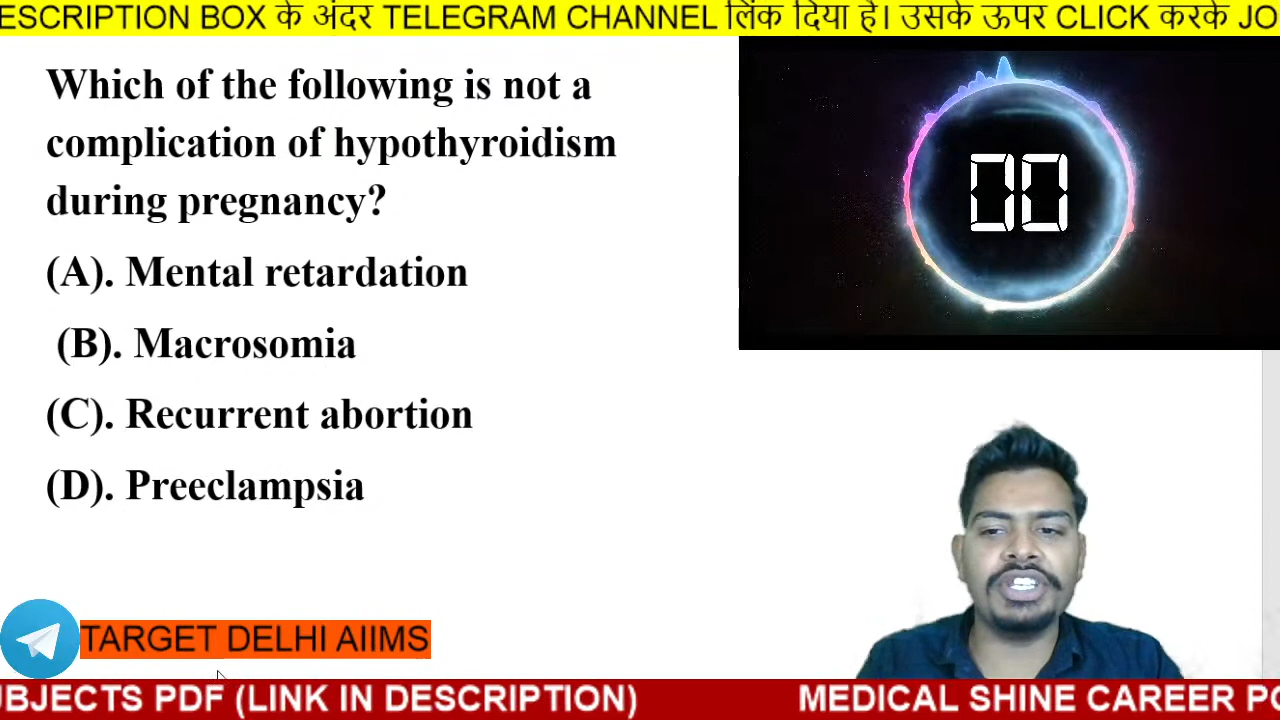 ESCRIPTION BOX के अंदर TELEGRAM CHANNEL लिंक दिया है। उसके ऊपर CLICK करके JO
Which of the following is not a
complication of hypothyroidism
during pregnancy?
(A). Mental retardation
(B). Macrosomia
(C). Recurrent abortion
(D). Preeclampsia
00
TARGET DELHI AIIMS
UBJECTS PDF (LINK IN DESCRIPTION) MEDICAL SHINE CAREER PO